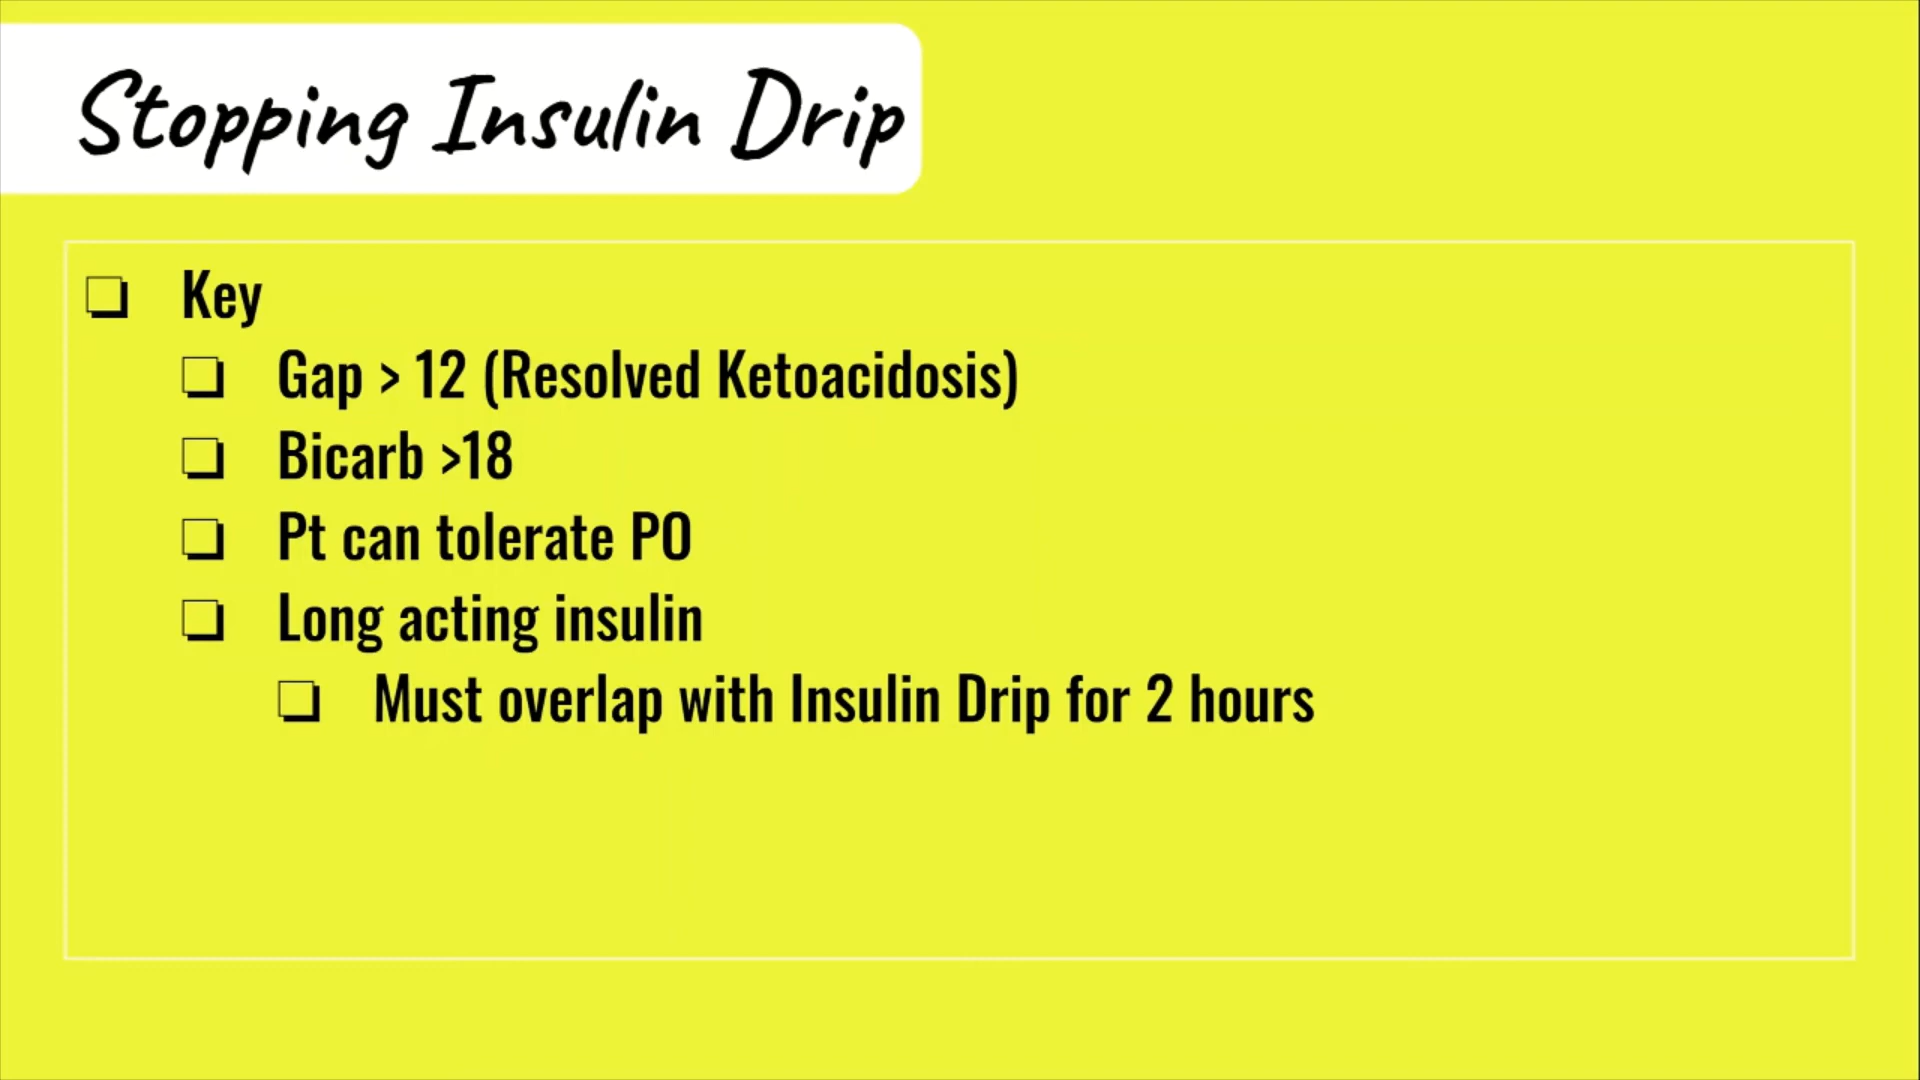 Stopping Insulin Drip
Key
Gap > 12 (Resolved Ketoacidosis)
Bicarb >18
Pt can tolerate PO
Long acting insulin
Must overlap with Insulin Drip for 2 hours